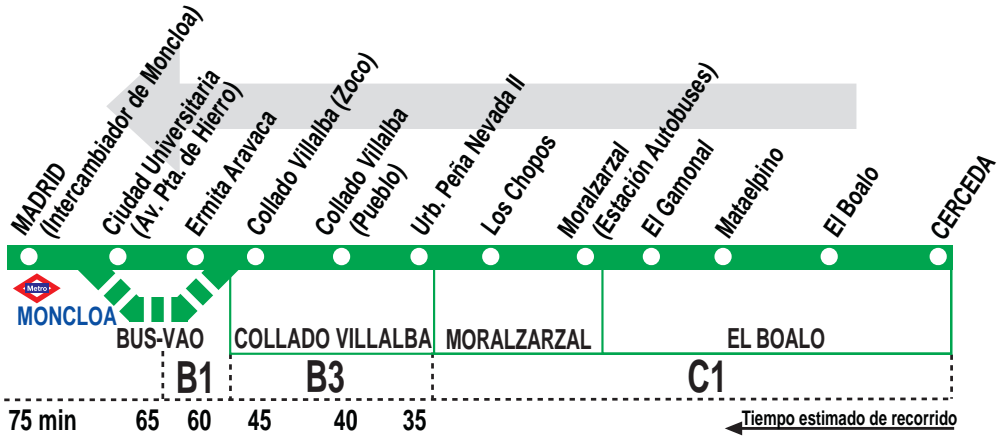 MADRID
(Intercambiador de Moncloa)
Ciudad Universitaria
(Av. Pta. de Hierro)
Ermita Aravaca
Collado Villalba (Zoco)
Collado Villalba
(Pueblo)
Urb. Peña Nevada II
Los Chopos
Moralzarzal
(Estación Autobuses)
El Gamonal
Mataelpino
El Boalo
CERCEDA
Metro
MONCLOA
BUS-VAO
COLLADO VILLALBA
MORALZARZAL
EL BOALO
B1
B3
C1
75 min 65 60 45 40 35
Tiempo estimado de recorrido